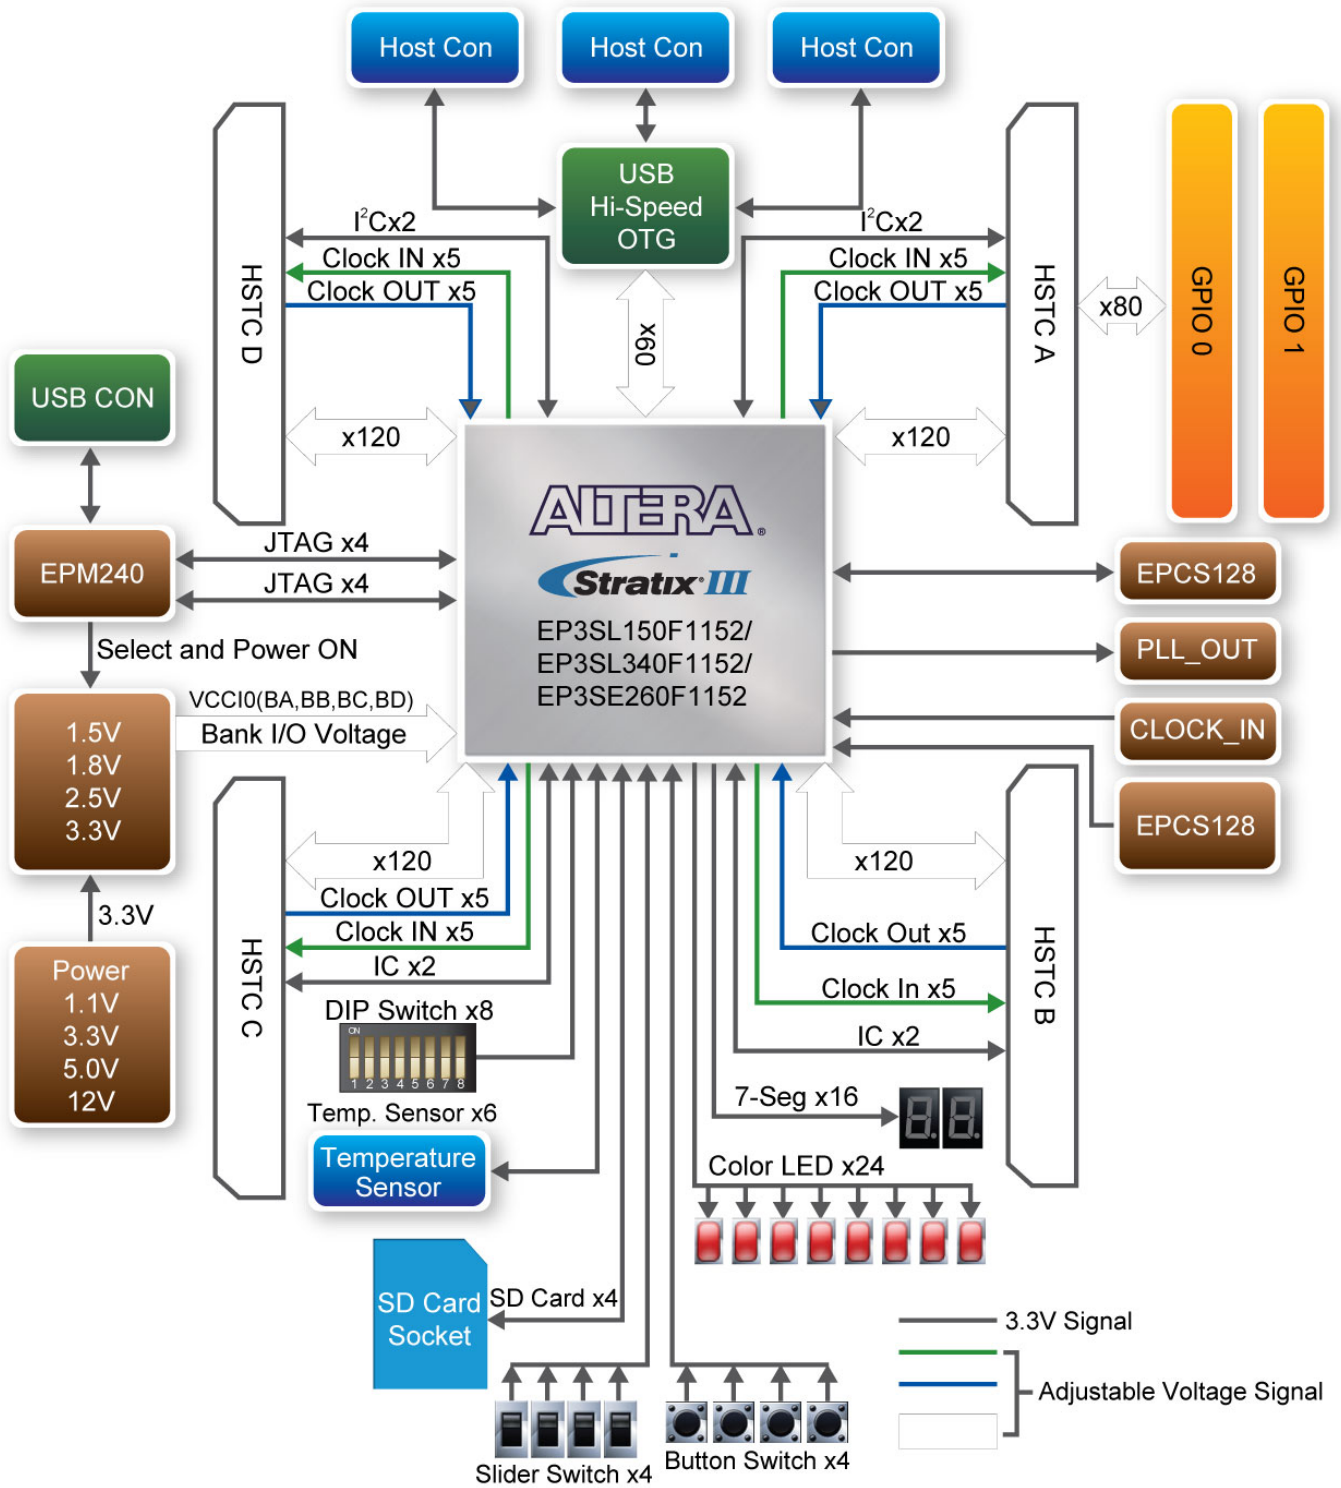 Host Con
Host Con
Host Con
USB
Hi-Speed
OTG
I²Cx2
Clock IN x5
Clock OUT x5
HSTC D
x120
x60
I²Cx2
Clock IN x5
Clock OUT x5
HSTC A
x120
x80
GPIO 0
GPIO 1
USB CON
EPM240
JTAG x4
JTAG x4
Select and Power ON
ALTERA®
Stratix III
EP3SL150F1152/
EP3SL340F1152/
EP3SE260F1152
EPCS128
PLL_OUT
CLOCK_IN
EPCS128
1.5V
1.8V
2.5V
3.3V
VCCI0(BA,BB,BC,BD)
Bank I/O Voltage
3.3V
Power
1.1V
3.3V
5.0V
12V
HSTC C
x120
Clock OUT x5
Clock IN x5
IC x2
DIP Switch x8
ON
1 2 3 4 5 6 7 8
Temp. Sensor x6
Temperature
Sensor
SD Card
Socket
SD Card x4
Slider Switch x4
Button Switch x4
x120
Clock Out x5
Clock In x5
IC x2
HSTC B
7-Seg x16
8.8.
Color LED x24
3.3V Signal
Adjustable Voltage Signal